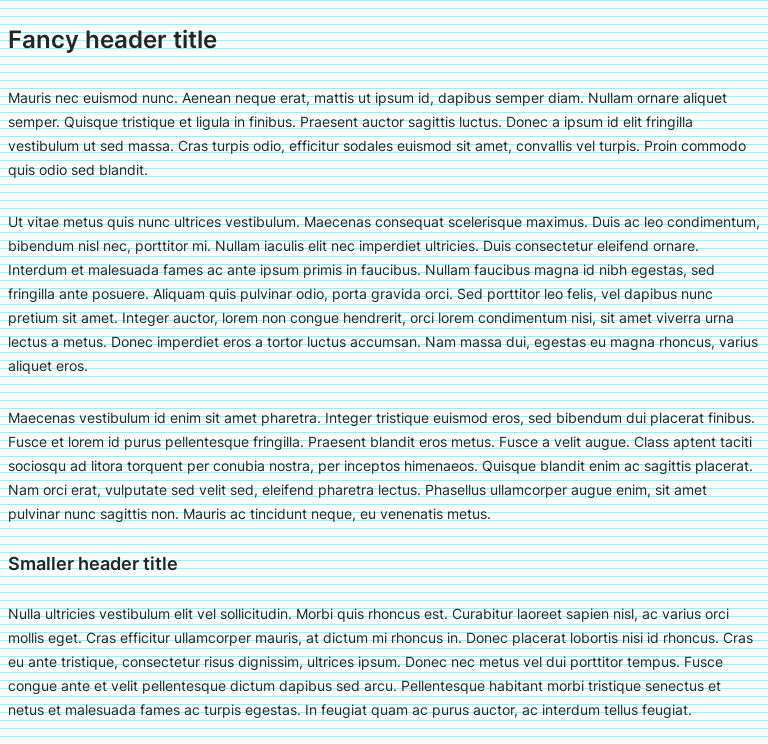 Fancy header title
Mauris nec euismod nunc. Aenean neque erat, mattis ut ipsum id, dapibus semper diam. Nullam ornare aliquet
semper. Quisque tristique et ligula in finibus. Praesent auctor sagittis luctus. Donec a ipsum id elit fringilla
vestibulum ut sed massa. Cras turpis odio, efficitur sodales euismod sit amet, convallis vel turpis. Proin commodo
quis odio sed blandit.
Ut vitae metus quis nunc ultrices vestibulum. Maecenas consequat scelerisque maximus. Duis ac leo condimentum,
bibendum nisl nec, porttitor mi. Nullam iaculis elit nec imperdiet ultricies. Duis consectetur eleifend ornare.
Interdum et malesuada fames ac ante ipsum primis in faucibus. Nullam faucibus magna id nibh egestas, sed
fringilla ante posuere. Aliquam quis pulvinar odio, porta gravida orci. Sed porttitor leo felis, vel dapibus nunc
pretium sit amet. Integer auctor, lorem non congue hendrerit, orci lorem condimentum nisi, sit amet viverra urna
lectus a metus. Donec imperdiet eros a tortor luctus accumsan. Nam massa dui, egestas eu magna rhoncus, varius
aliquet eros.
Maecenas vestibulum id enim sit amet pharetra. Integer tristique euismod eros, sed bibendum dui placerat finibus.
Fusce et lorem id purus pellentesque fringilla. Praesent blandit eros metus. Fusce a velit augue. Class aptent taciti
sociosqu ad litora torquent per conubia nostra, per inceptos himenaeos. Quisque blandit enim ac sagittis placerat.
Nam orci erat, vulputate sed velit sed, eleifend pharetra lectus. Phasellus ullamcorper augue enim, sit amet
pulvinar nunc sagittis non. Mauris ac tincidunt neque, eu venenatis metus.
Smaller header title
Nulla ultricies vestibulum elit vel sollicitudin. Morbi quis rhoncus est. Curabitur laoreet sapien nisl, ac varius orci
mollis eget. Cras efficitur ullamcorper mauris, at dictum mi rhoncus in. Donec placerat lobortis nisi id rhoncus. Cras
eu ante tristique, consectetur risus dignissim, ultrices ipsum. Donec nec metus vel dui porttitor tempus. Fusce
congue ante et velit pellentesque dictum dapibus sed arcu. Pellentesque habitant morbi tristique senectus et
netus et malesuada fames ac turpis egestas. In feugiat quam ac purus auctor, ac interdum tellus feugiat.